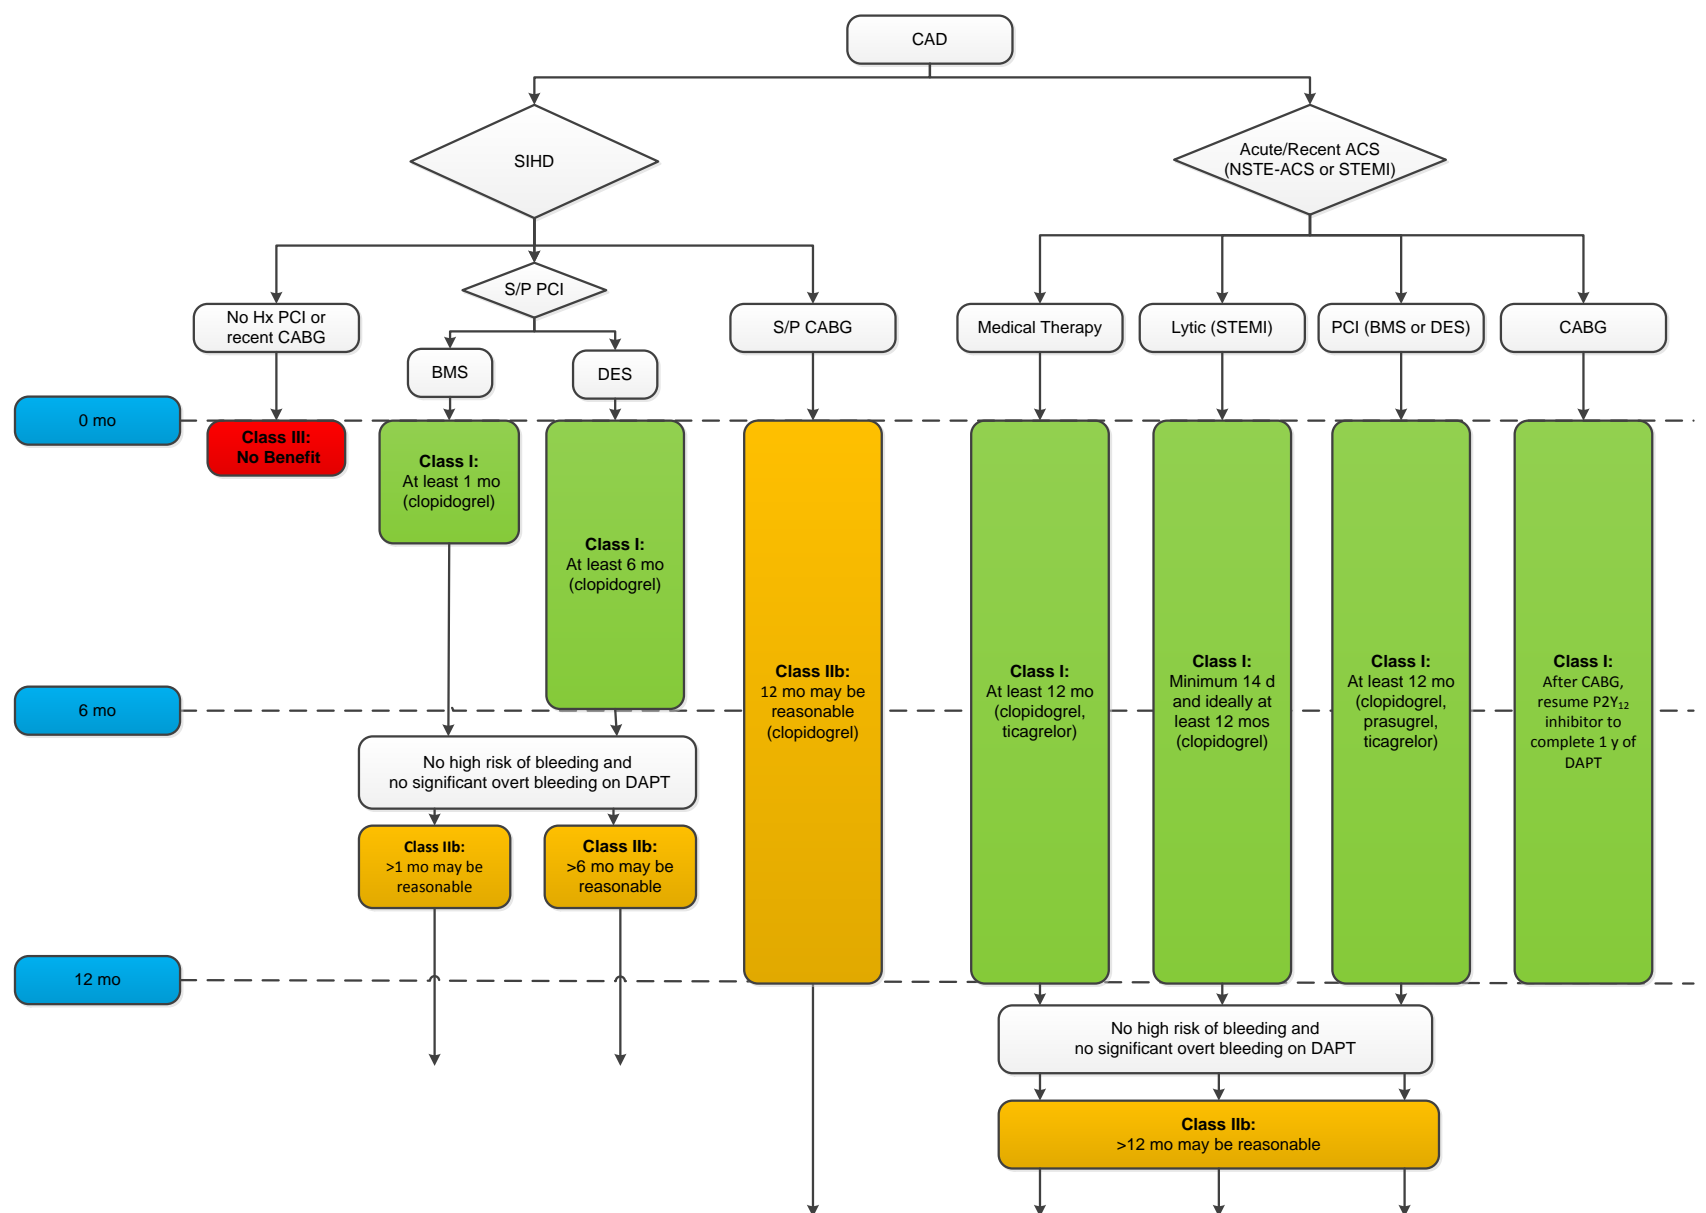 CAD
SIHD
Acute/Recent ACS
(NSTE-ACS or STEMI)
S/P PCI
No Hx PCI or
recent CABG
S/P CABG
Medical Therapy
Lytic (STEMI)
PCI (BMS or DES)
CABG
BMS
DES
0 mo
Class III:
No Benefit
Class I:
At least 1 mo
(clopidogrel)
Class I:
At least 6 mo
(clopidogrel)
Class IIb:
12 mo may be
reasonable
(clopidogrel)
Class I:
At least 12 mo
(clopidogrel,
ticagrelor)
Class I:
Minimum 14 d
and ideally at
least 12 mos
(clopidogrel)
Class I:
At least 12 mo
(clopidogrel,
prasugrel,
ticagrelor)
Class I:
After CABG,
resume P2Y₁₂
inhibitor to
complete 1 y of
DAPT
6 mo
No high risk of bleeding and
no significant overt bleeding on DAPT
Class IIb:
>1 mo may be
reasonable
Class IIb:
>6 mo may be
reasonable
12 mo
No high risk of bleeding and
no significant overt bleeding on DAPT
Class IIb:
>12 mo may be reasonable